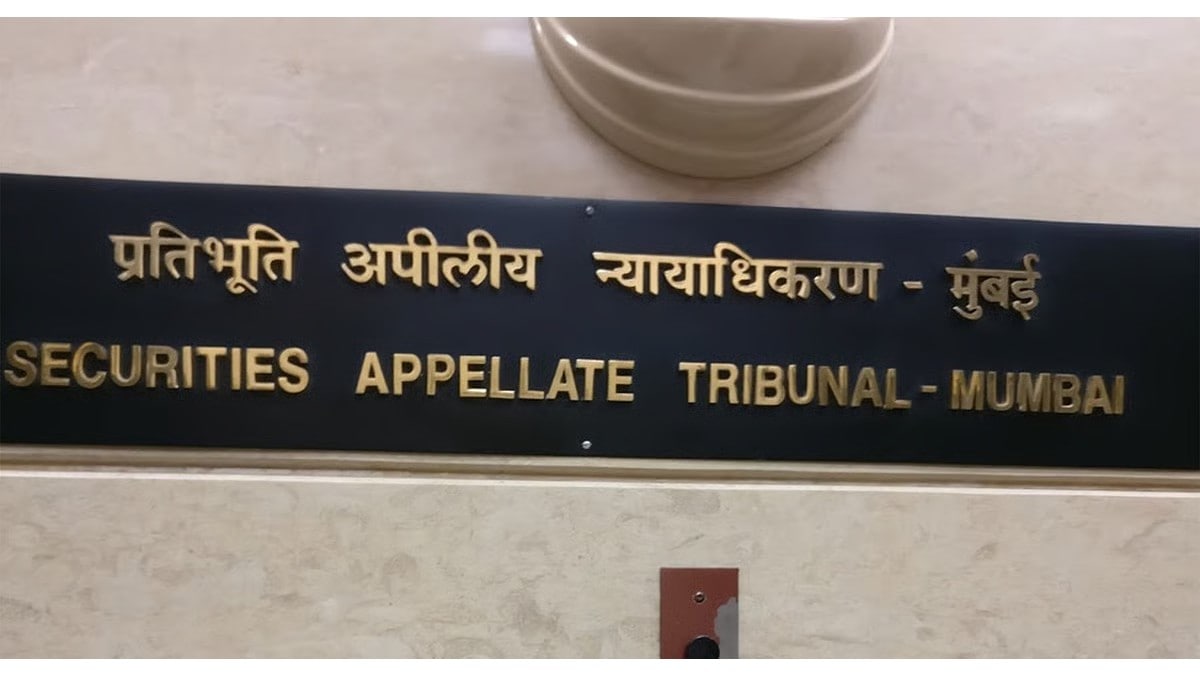 प्रतिभूति अपीलीय न्यायाधिकरण - मुंबई
SECURITIES APPELLATE TRIBUNAL - MUMBAI